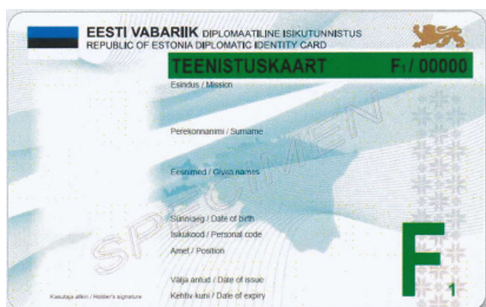 EESTI VABARIIK DIPLOMAATILINE ISIKUTUNNISTUS
REPUBLIC OF ESTONIA DIPLOMATIC IDENTITY CARD
TEENISTUSKAART F1/ 00000
Esindus / Mission
Perekonnanimi / Surname
Eesnimed / Given names
SPECIMEN
Sünniaeg / Date of birth
Isikukood / Personal code
Amet / Position
Välja antud / Date of issue
Kasutaja allkiri / Holder's signature
Kehtiv kuni / Date of expiry
F1